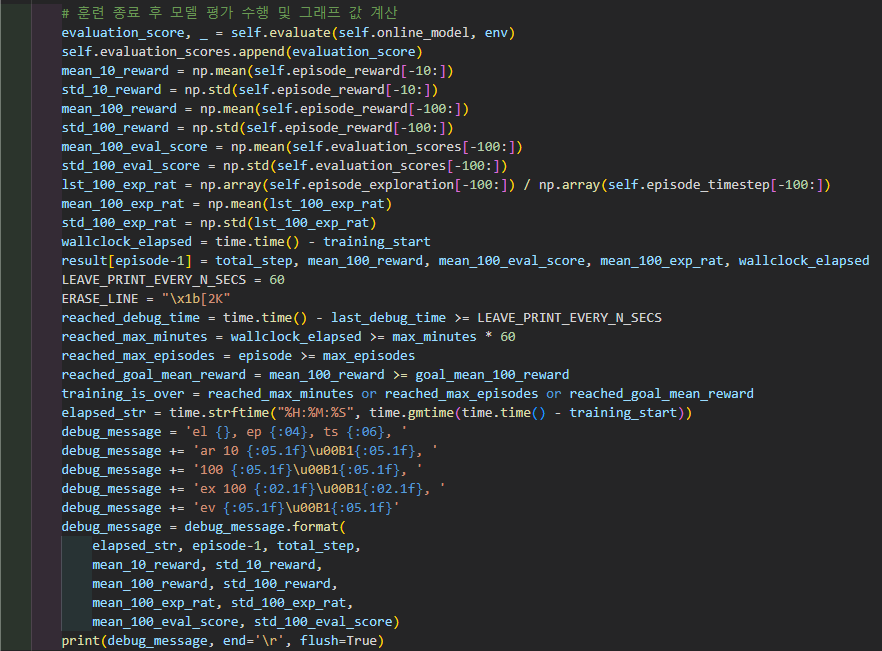 # 훈련 종료 후 모델 평가 수행 및 그래프 값 계산
evaluation_score, _ = self.evaluate(self.online_model, env)
self.evaluation_scores.append(evaluation_score)
mean_10_reward = np.mean(self.episode_reward[-10:])
std_10_reward = np.std(self.episode_reward[-10:])
mean_100_reward = np.mean(self.episode_reward[-100:])
std_100_reward = np.std(self.episode_reward[-100:])
mean_100_eval_score = np.mean(self.evaluation_scores[-100:])
std_100_eval_score = np.std(self.evaluation_scores[-100:])
lst_100_exp_rat = np.array(self.episode_exploration[-100:]) / np.array(self.episode_timestep[-100:])
mean_100_exp_rat = np.mean(lst_100_exp_rat)
std_100_exp_rat = np.std(lst_100_exp_rat)
wallclock_elapsed = time.time() - training_start
result[episode-1] = total_step, mean_100_reward, mean_100_eval_score, mean_100_exp_rat, wallclock_elapsed
LEAVE_PRINT_EVERY_N_SECS = 60
ERASE_LINE = "\x1b[2K"
reached_debug_time = time.time() - last_debug_time >= LEAVE_PRINT_EVERY_N_SECS
reached_max_minutes = wallclock_elapsed >= max_minutes * 60
reached_max_episodes = episode >= max_episodes
reached_goal_mean_reward = mean_100_reward >= goal_mean_100_reward
training_is_over = reached_max_minutes or reached_max_episodes or reached_goal_mean_reward
elapsed_str = time.strftime("%H:%M:%S", time.gmtime(time.time() - training_start))
debug_message = 'el {}, ep {:04}, ts {:06}, '
debug_message += 'ar 10 {:05.1f}\u00B1{:05.1f}, '
debug_message += '100 {:05.1f}\u00B1{:05.1f}, '
debug_message += 'ex 100 {:02.1f}\u00B1{:02.1f}, '
debug_message += 'ev {:05.1f}\u00B1{:05.1f}'
debug_message = debug_message.format(
elapsed_str, episode-1, total_step,
mean_10_reward, std_10_reward,
mean_100_reward, std_100_reward,
mean_100_exp_rat, std_100_exp_rat,
mean_100_eval_score, std_100_eval_score)
print(debug_message, end='\r', flush=True)